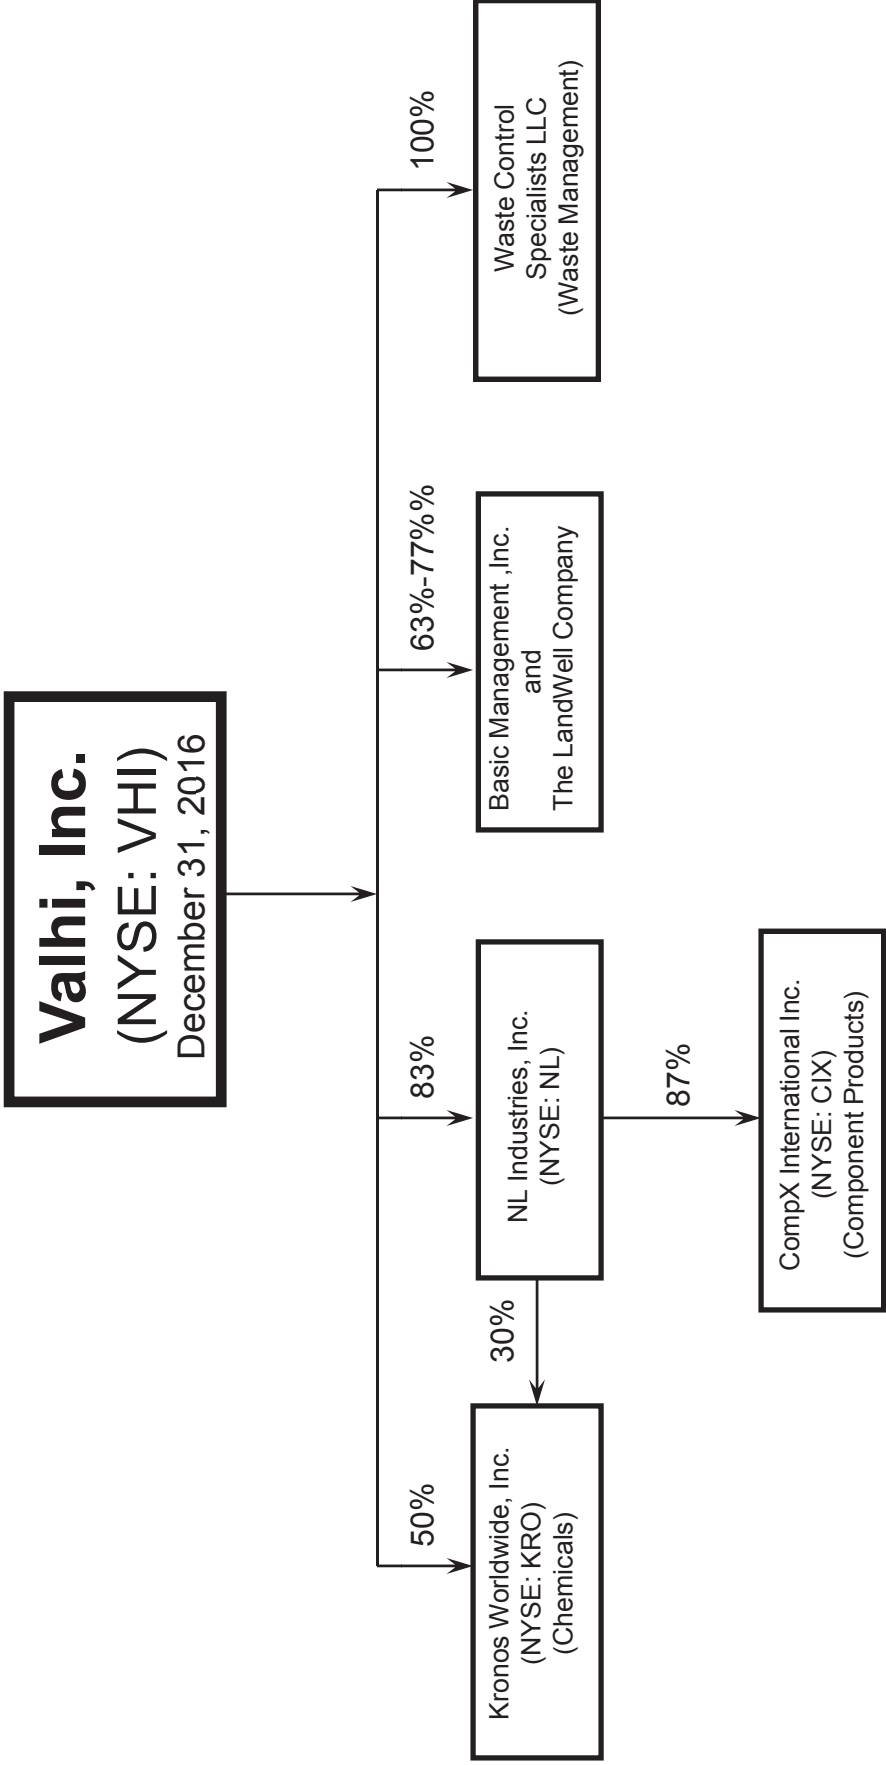 Valhi, Inc.
(NYSE: VHI)
December 31, 2016
50%
83%
63%-77%%
100%
Kronos Worldwide, Inc.
(NYSE: KRO)
(Chemicals)
30%
NL Industries, Inc.
(NYSE: NL)
Basic Management ,Inc.
and
The LandWell Company
Waste Control
Specialists LLC
(Waste Management)
87%
CompX International Inc.
(NYSE: CIX)
(Component Products)